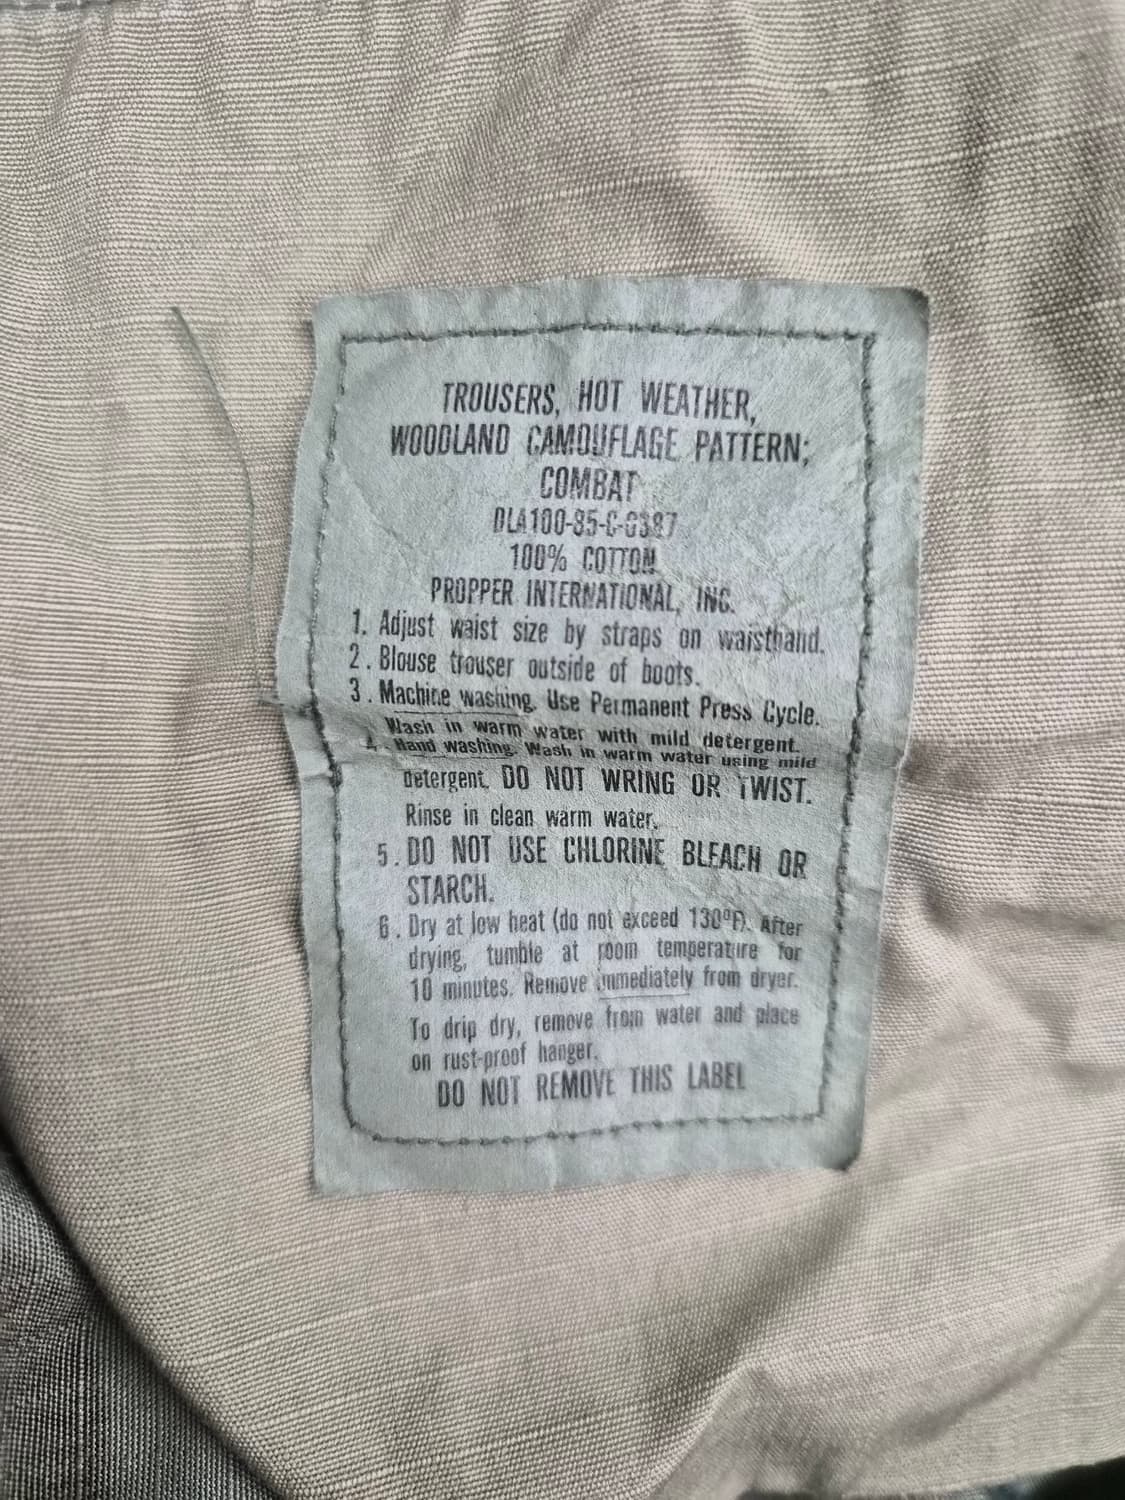 TROUSERS, HOT WEATHER,
WOODLAND CAMOUFLAGE PATTERN;
COMBAT
DLA100-85-C-0387
100% COTTON
PROPPER INTERNATIONAL, INC.
1. Adjust waist size by straps on waistband.
2. Blouse trouser outside of boots.
3. Machine washing. Use Permanent Press Cycle.
Wash in warm water with mild detergent.
4. Hand washing. Wash in warm water using mild
detergent. DO NOT WRING OR TWIST.
Rinse in clean warm water.
5. DO NOT USE CHLORINE BLEACH OR
STARCH.
6. Dry at low heat (do not exceed 130ºF). After
drying, tumble at room temperature for
10 minutes. Remove immediately from dryer.
To drip dry, remove from water and place
on rust-proof hanger.
DO NOT REMOVE THIS LABEL